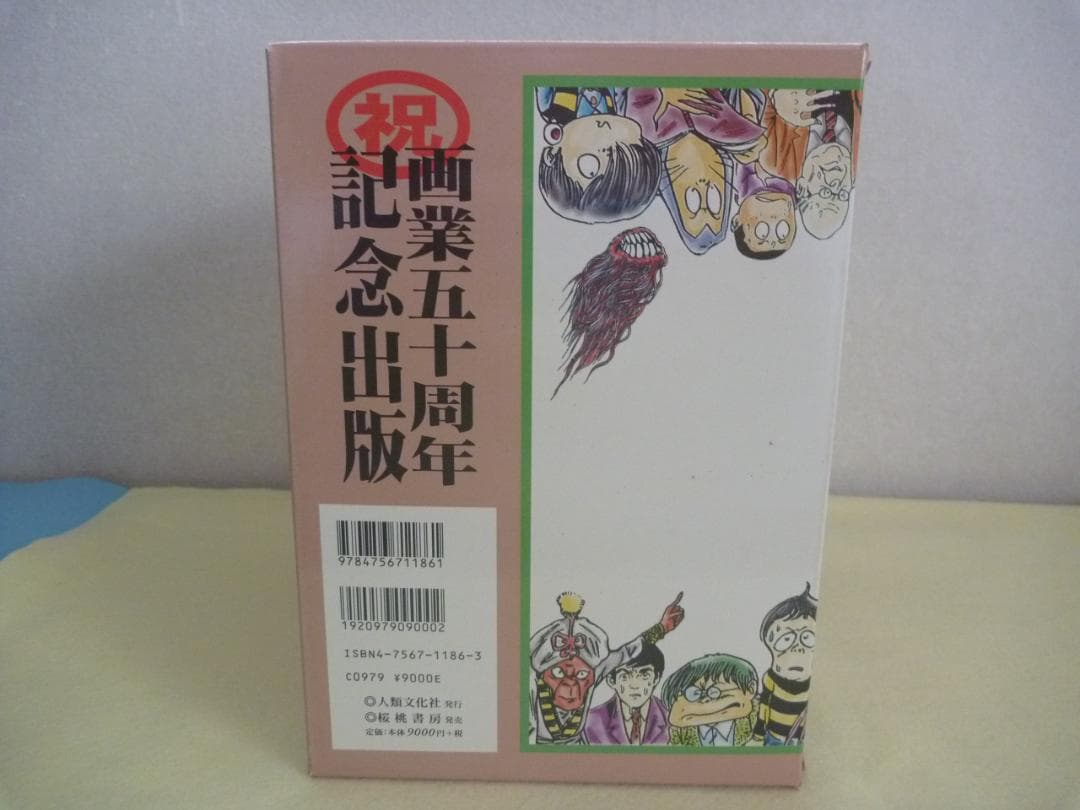 祝
画業五十周年
記念出版
9784756711861
1920979090002
ISBN4-7567-1186-3
C0979 ¥9000E
◎人類文化社 発行
◎桜桃書房 発売
定価:本体9000円+税